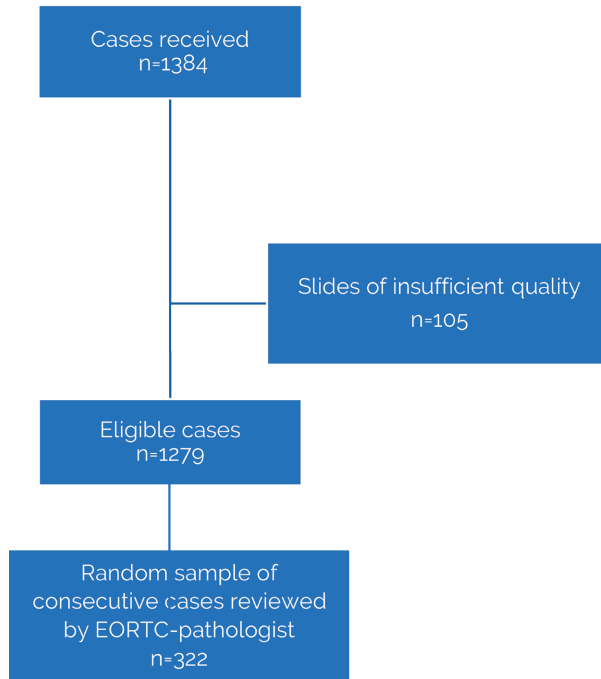 Cases received
n=1384
Slides of insufficient quality
n=105
Eligible cases
n=1279
Random sample of
consecutive cases reviewed
by EORTC-pathologist
n=322